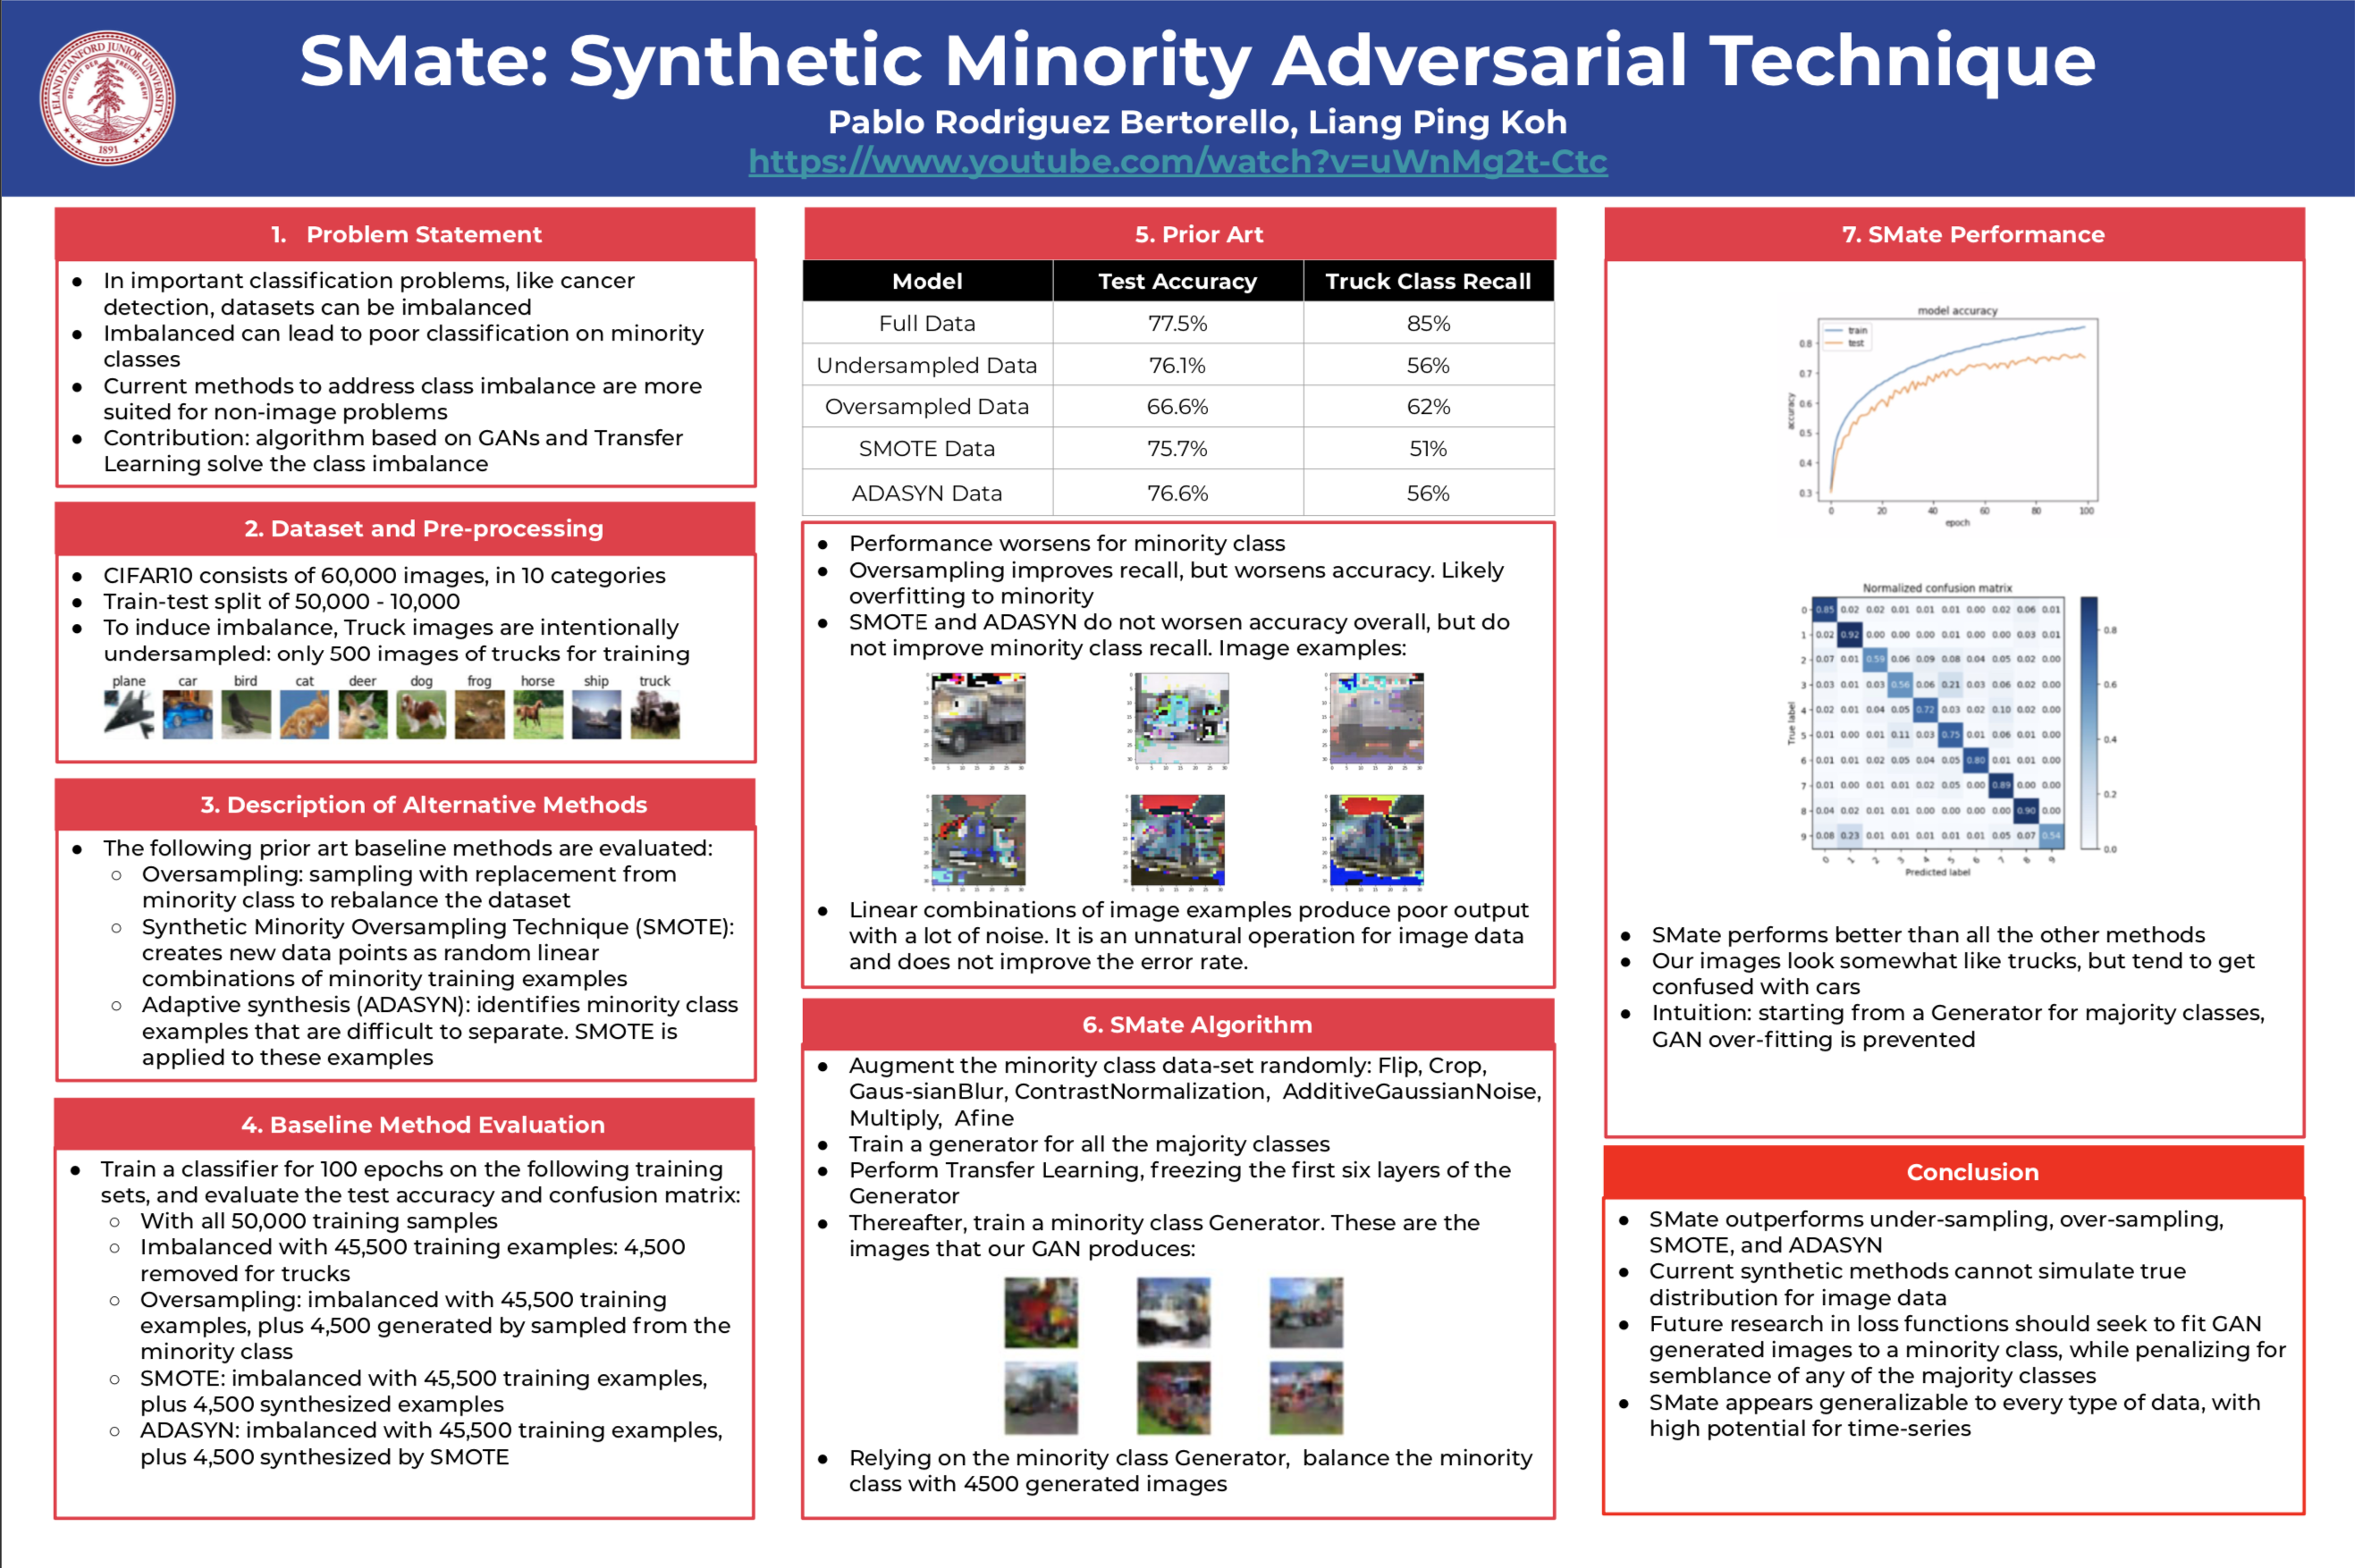 SMate: Synthetic Minority Adversarial Technique
Pablo Rodriguez Bertorello, Liang Ping Koh
https://www.youtube.com/watch?v=uWnMg2t-Ctc
LELAND STANFORD JUNIOR UNIVERSITY
DIE LUFT DER FREIHEIT WEHT
1891
1. Problem Statement
● In important classification problems, like cancer
detection, datasets can be imbalanced
● Imbalanced can lead to poor classification on minority
classes
● Current methods to address class imbalance are more
suited for non-image problems
● Contribution: algorithm based on GANs and Transfer
Learning solve the class imbalance
2. Dataset and Pre-processing
● CIFAR10 consists of 60,000 images, in 10 categories
● Train-test split of 50,000 - 10,000
● To induce imbalance, Truck images are intentionally
undersampled: only 500 images of trucks for training
plane car bird cat deer dog frog horse ship truck
3. Description of Alternative Methods
● The following prior art baseline methods are evaluated:
○ Oversampling: sampling with replacement from
minority class to rebalance the dataset
○ Synthetic Minority Oversampling Technique (SMOTE):
creates new data points as random linear
combinations of minority training examples
○ Adaptive synthesis (ADASYN): identifies minority class
examples that are difficult to separate. SMOTE is
applied to these examples
4. Baseline Method Evaluation
● Train a classifier for 100 epochs on the following training
sets, and evaluate the test accuracy and confusion matrix:
○ With all 50,000 training samples
○ Imbalanced with 45,500 training examples: 4,500
removed for trucks
○ Oversampling: imbalanced with 45,500 training
examples, plus 4,500 generated by sampled from the
minority class
○ SMOTE: imbalanced with 45,500 training examples,
plus 4,500 synthesized examples
○ ADASYN: imbalanced with 45,500 training examples,
plus 4,500 synthesized by SMOTE
5. Prior Art
Model Test Accuracy Truck Class Recall
Full Data 77.5% 85%
Undersampled Data 76.1% 56%
Oversampled Data 66.6% 62%
SMOTE Data 75.7% 51%
ADASYN Data 76.6% 56%
● Performance worsens for minority class
● Oversampling improves recall, but worsens accuracy. Likely
overfitting to minority
● SMOTE and ADASYN do not worsen accuracy overall, but do
not improve minority class recall. Image examples:
● Linear combinations of image examples produce poor output
with a lot of noise. It is an unnatural operation for image data
and does not improve the error rate.
6. SMate Algorithm
● Augment the minority class data-set randomly: Flip, Crop,
Gaus-sianBlur, ContrastNormalization, AdditiveGaussianNoise,
Multiply, Afine
● Train a generator for all the majority classes
● Perform Transfer Learning, freezing the first six layers of the
Generator
● Thereafter, train a minority class Generator. These are the
images that our GAN produces:
● Relying on the minority class Generator, balance the minority
class with 4500 generated images
7. SMate Performance
model accuracy
train
test
accuracy
0.8
0.7
0.6
0.5
0.4
0.3
0 20 40 60 80 100
epoch
Normalized confusion matrix
True label
0 0.85 0.02 0.02 0.01 0.01 0.01 0.00 0.02 0.06 0.01
1 0.02 0.92 0.00 0.00 0.00 0.01 0.00 0.00 0.03 0.01
2 0.07 0.01 0.59 0.06 0.09 0.08 0.04 0.05 0.02 0.00
3 0.03 0.01 0.03 0.56 0.06 0.21 0.03 0.06 0.02 0.00
4 0.02 0.01 0.04 0.05 0.72 0.03 0.02 0.10 0.02 0.00
5 0.01 0.00 0.01 0.11 0.03 0.75 0.01 0.06 0.01 0.00
6 0.01 0.01 0.02 0.05 0.04 0.05 0.80 0.01 0.01 0.00
7 0.01 0.00 0.01 0.01 0.02 0.05 0.00 0.89 0.00 0.00
8 0.04 0.02 0.01 0.01 0.00 0.00 0.00 0.00 0.90 0.00
9 0.08 0.23 0.01 0.01 0.01 0.01 0.01 0.05 0.07 0.54
0 1 2 3 4 5 6 7 8 9
Predicted label
0.8
0.6
0.4
0.2
0.0
● SMate performs better than all the other methods
● Our images look somewhat like trucks, but tend to get
confused with cars
● Intuition: starting from a Generator for majority classes,
GAN over-fitting is prevented
Conclusion
● SMate outperforms under-sampling, over-sampling,
SMOTE, and ADASYN
● Current synthetic methods cannot simulate true
distribution for image data
● Future research in loss functions should seek to fit GAN
generated images to a minority class, while penalizing for
semblance of any of the majority classes
● SMate appears generalizable to every type of data, with
high potential for time-series